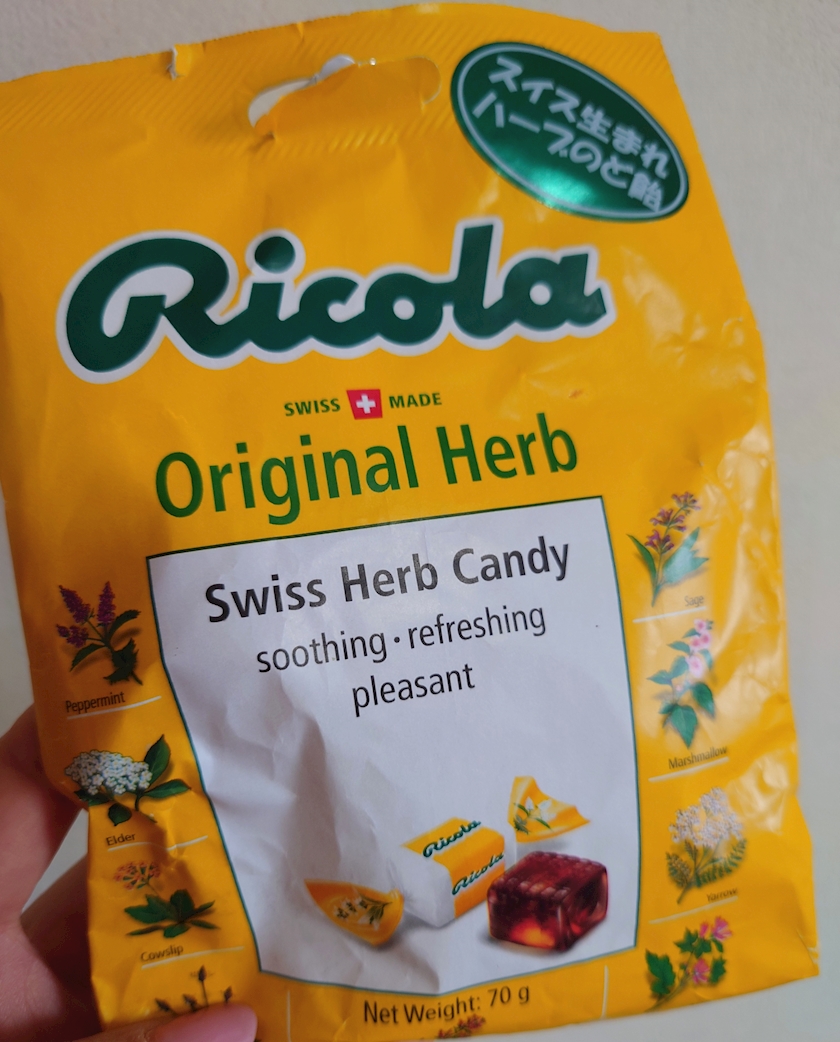 スイス生まれ
ハーブのど飴
Ricola
SWISS MADE
Original Herb
Swiss Herb Candy
soothing · refreshing
pleasant
Sage
Peppermint
Marshmallow
Elder
Yarrow
Cowslip
Ricola
Ricola
Net Weight: 70 g